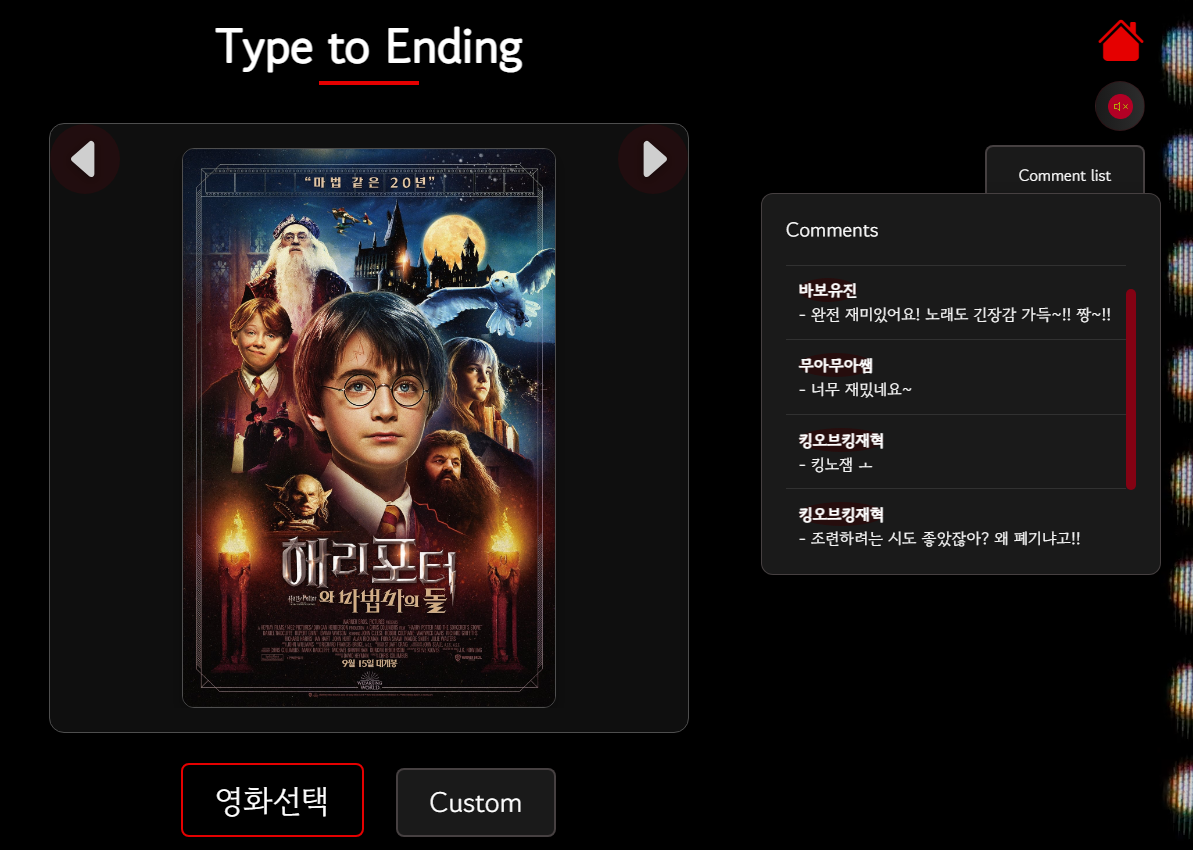 Type to Ending
"마법 같은 20년"
해리포터
와 마법사의 돌
9월 15일 대개봉
WIZARDING
WORLD
영화선택
Custom
Comment list
Comments
바보유진
- 완전 재미있어요! 노래도 긴장감 가득~!! 짱~!!
무아무아쌤
- 너무 재밌네요~
킹오브킹재혁
- 킹노잼 ㅗ
킹오브킹재혁
- 조련하려는 시도 좋았잖아? 왜 폐기냐고!!